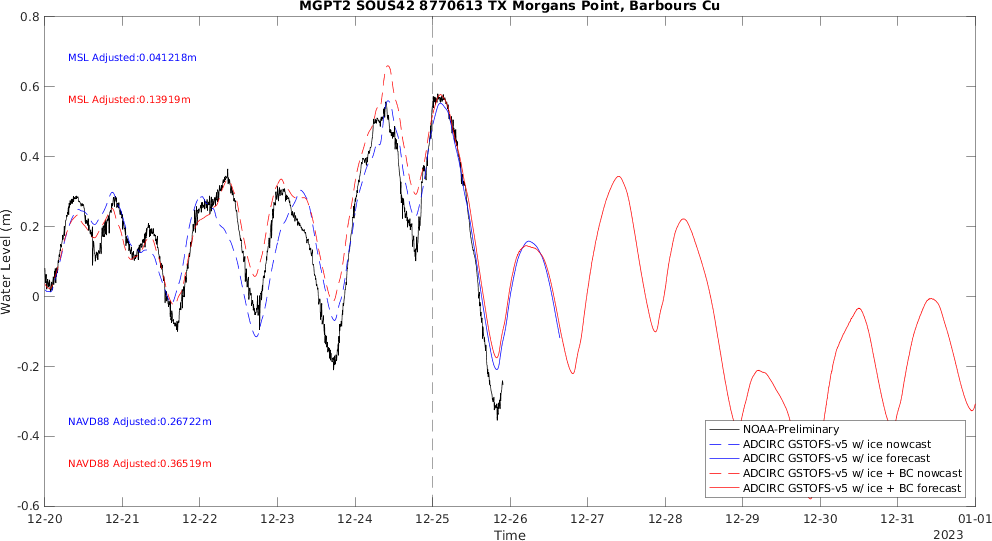 MGPT2 SOUS42 8770613 TX Morgans Point, Barbours Cu
0.8
0.6
0.4
0.2
0
-0.2
-0.4
-0.6
Water Level (m)
MSL Adjusted:0.041218m
MSL Adjusted:0.13919m
NAVD88 Adjusted:0.26722m
NAVD88 Adjusted:0.36519m
NOAA-Preliminary
ADCIRC GSTOFS-v5 w/ ice nowcast
ADCIRC GSTOFS-v5 w/ ice forecast
ADCIRC GSTOFS-v5 w/ ice + BC nowcast
ADCIRC GSTOFS-v5 w/ ice + BC forecast
12-20 12-21 12-22 12-23 12-24 12-25 12-26 12-27 12-28 12-29 12-30 12-31 01-01
Time
2023